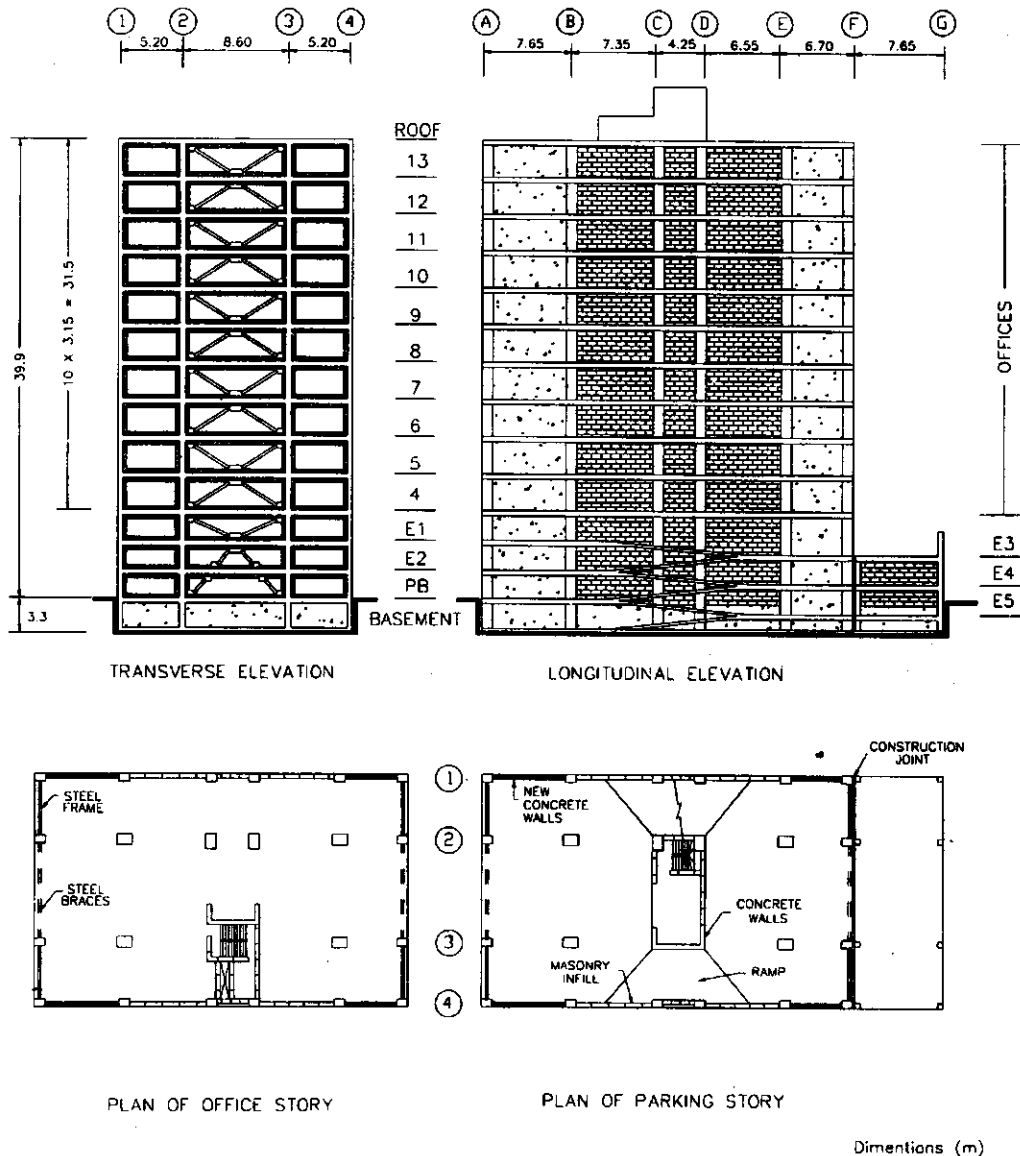 1 2 3 4
5.20 8.60 5.20
A B C D E F G
7.65 7.35 4.25 6.55 6.70 7.65
ROOF
13
12
11
10
9
8
7
6
5
4
E1
E2
PB
BASEMENT
39.9
10 x 3.15 = 31.5
3.3
OFFICES
E3
E4
E5
TRANSVERSE ELEVATION
LONGITUDINAL ELEVATION
STEEL
FRAME
STEEL
BRACES
1
2
3
4
CONSTRUCTION
JOINT
NEW
CONCRETE
WALLS
CONCRETE
WALLS
MASONRY
INFILL
RAMP
PLAN OF OFFICE STORY
PLAN OF PARKING STORY
Dimentions (m)